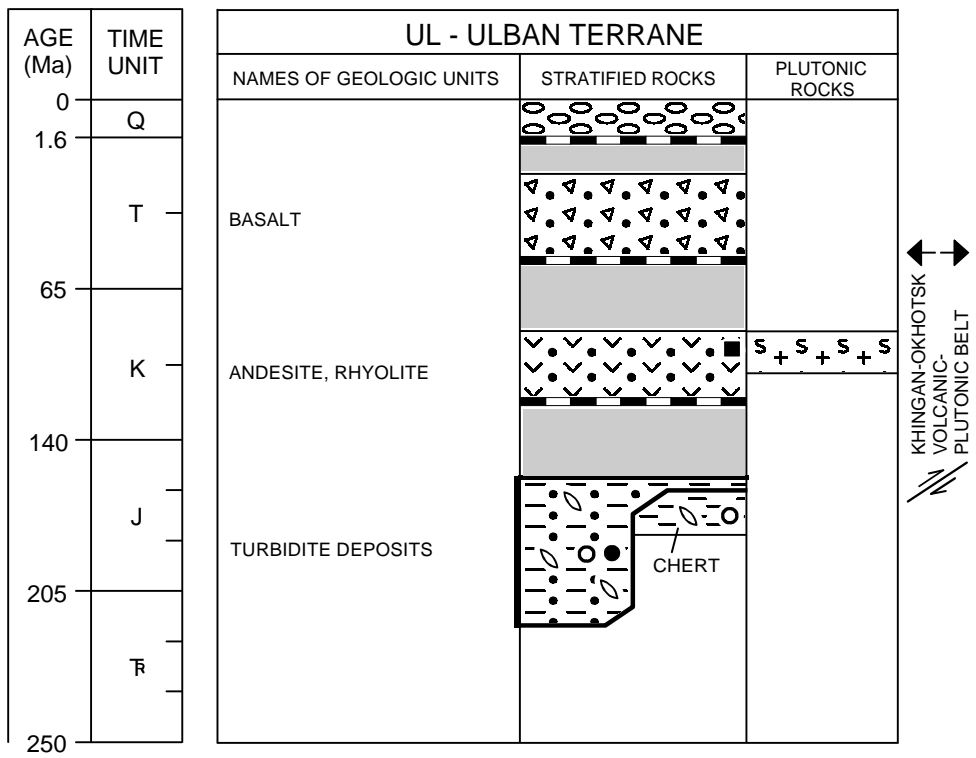 AGE
(Ma)
TIME
UNIT
UL - ULBAN TERRANE
NAMES OF GEOLOGIC UNITS
STRATIFIED ROCKS
PLUTONIC
ROCKS
0
Q
1.6
T
BASALT
65
K
ANDESITE, RHYOLITE
S S S S
KHINGAN-OKHOTSK
VOLCANIC-
PLUTONIC BELT
140
J
TURBIDITE DEPOSITS
CHERT
205
TR
250